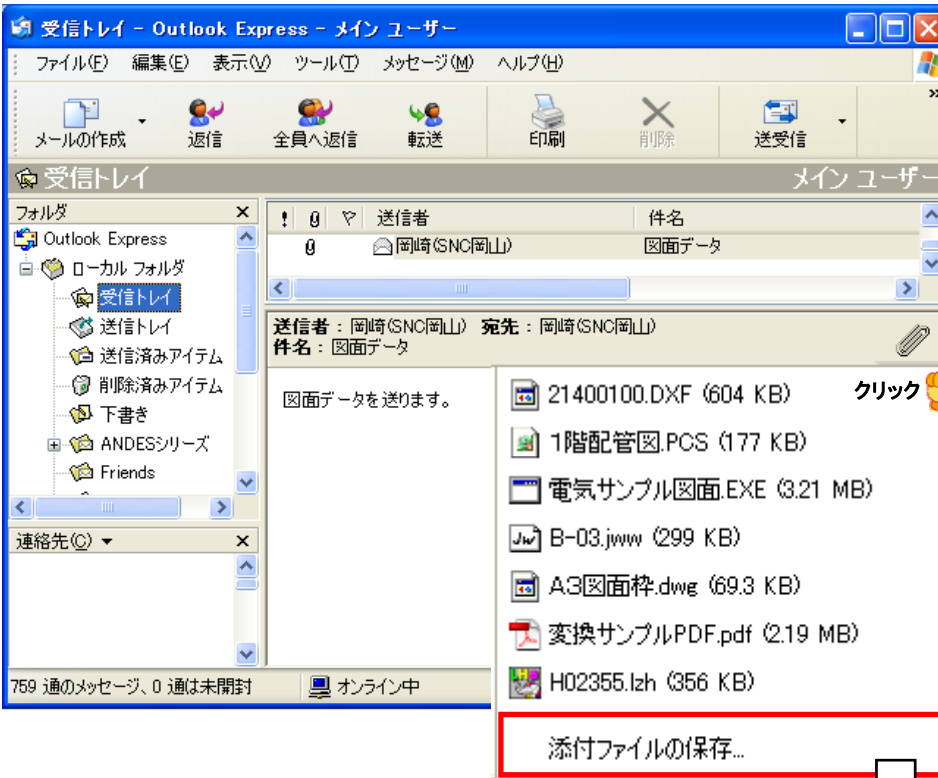 受信トレイ - Outlook Express - メイン ユーザー
ファイル(F) 編集(E) 表示(V) ツール(T) メッセージ(M) ヘルプ(H)
メールの作成 返信 全員へ返信 転送 印刷 削除 送受信
受信トレイ メイン ユーザー
フォルダ
Outlook Express
ローカル フォルダ
受信トレイ
送信トレイ
送信済みアイテム
削除済みアイテム
下書き
ANDESシリーズ
Friends
連絡先(C)
送信者 件名
岡崎(SNC岡山) 図面データ
送信者: 岡崎(SNC岡山) 宛先: 岡崎(SNC岡山)
件名: 図面データ
図面データを送ります。
クリック
21400100.DXF (604 KB)
1階配管図.PCS (177 KB)
電気サンプル図面.EXE (3.21 MB)
Jw B-03.jww (299 KB)
A3図面枠.dwg (69.3 KB)
変換サンプルPDF.pdf (2.19 MB)
H02355.lzh (356 KB)
添付ファイルの保存...
759 通のメッセージ、0 通は未開封 オンライン中